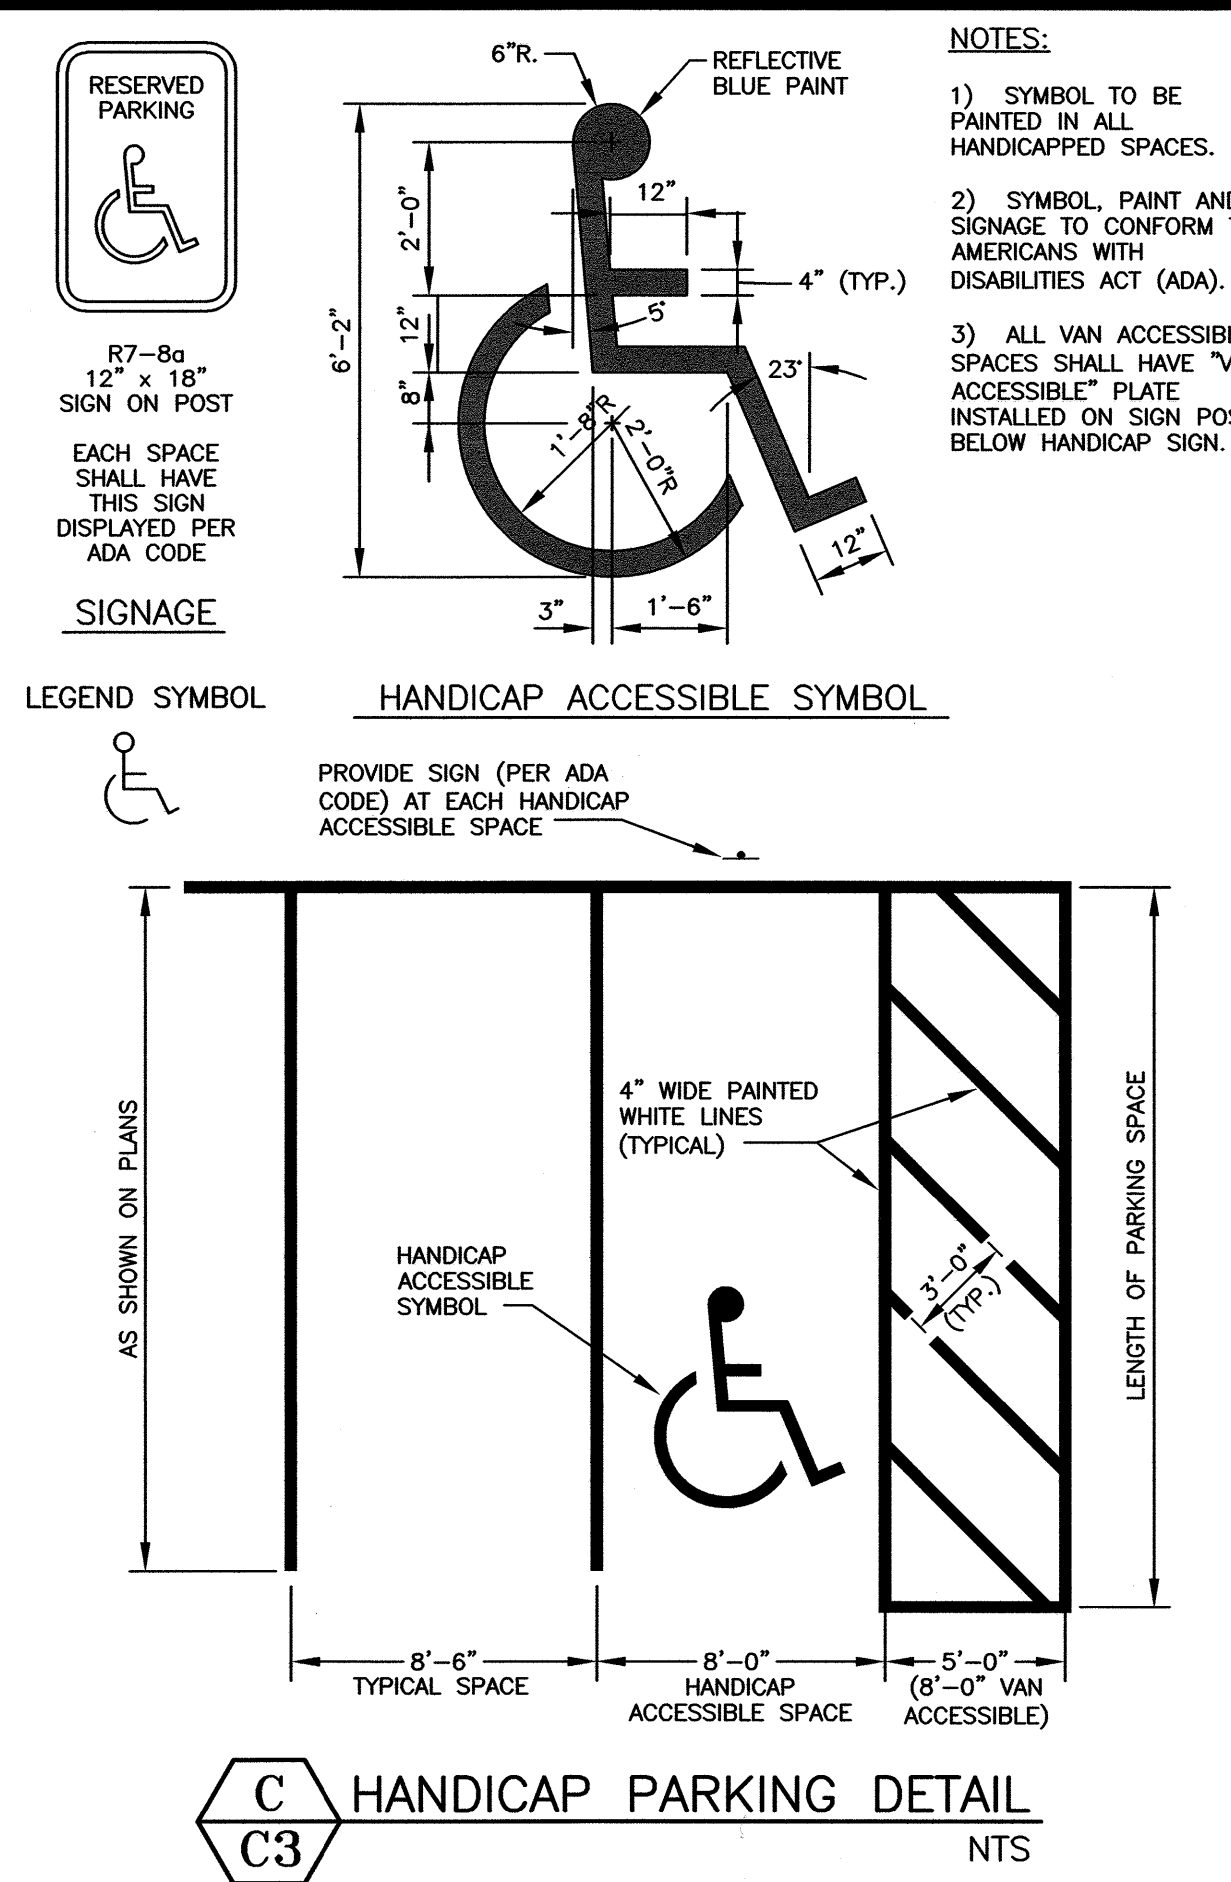 RESERVED
PARKING
R7-8a
12" x 18"
SIGN ON POST
EACH SPACE
SHALL HAVE
THIS SIGN
DISPLAYED PER
ADA CODE
SIGNAGE
6"R.
REFLECTIVE
BLUE PAINT
6'-2"
2'-0"
12"
8"
12"
4" (TYP.)
5°
23°
1'-8"R
2'-0"R
12"
3"
1'-6"
NOTES:
1) SYMBOL TO BE
PAINTED IN ALL
HANDICAPPED SPACES.
2) SYMBOL, PAINT AND
SIGNAGE TO CONFORM
AMERICANS WITH
DISABILITIES ACT (ADA).
3) ALL VAN
SPACES SHALL HAVE
ACCESSIBLE" PLATE
INSTALLED ON SIGN
BELOW HANDICAP SIGN.
LEGEND SYMBOL
HANDICAP ACCESSIBLE SYMBOL
PROVIDE SIGN (PER ADA
CODE) AT EACH HANDICAP
ACCESSIBLE SPACE
AS SHOWN ON PLANS
4" WIDE PAINTED
WHITE LINES
(TYPICAL)
HANDICAP
ACCESSIBLE
SYMBOL
3'-0"
(TYP.)
LENGTH OF PARKING SPACE
8'-6"
TYPICAL SPACE
8'-0"
HANDICAP
ACCESSIBLE SPACE
5'-0"
(8'-0" VAN
ACCESSIBLE)
C
C3
HANDICAP PARKING DETAIL
NTS